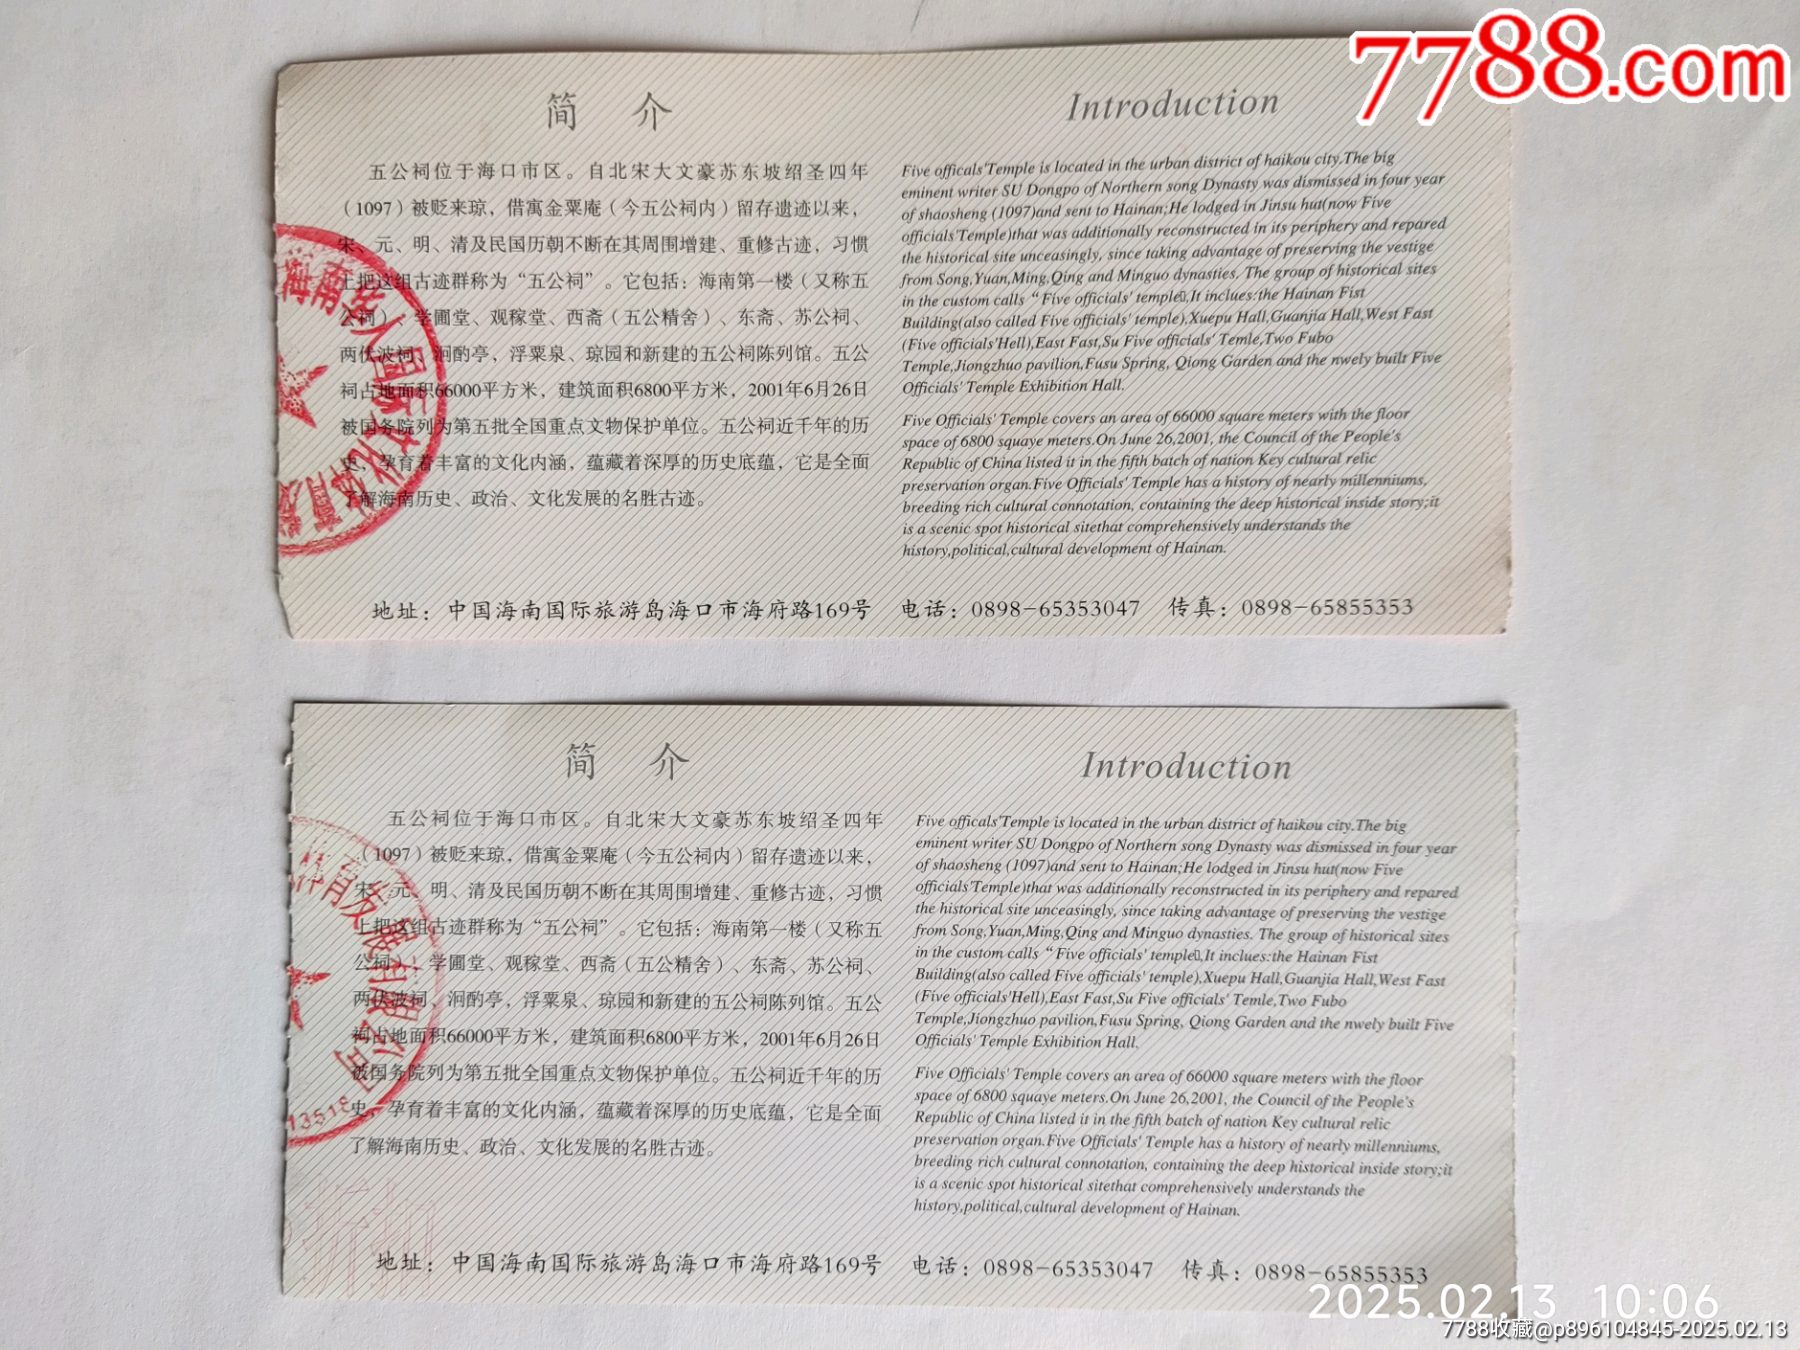 7788.com
简 介
五公祠位于海口市区。自北宋大文豪苏东坡绍圣四年
（1097）被贬来琼，借寓金粟庵（今五公祠内）留存遗迹以来，
宋、元、明、清及民国历朝不断在其周围增建、重修古迹，习惯
上把这组古迹群称为“五公祠”。它包括：海南第一楼（又称五
公祠）、学圃堂、观稼堂、西斋（五公精舍）、东斋、苏公祠、
两伏波祠、洄酌亭，浮粟泉、琼园和新建的五公祠陈列馆。五公
祠占地面积66000平方米，建筑面积6800平方米，2001年6月26日
被国务院列为第五批全国重点文物保护单位。五公祠近千年的历
史，孕育着丰富的文化内涵，蕴藏着深厚的历史底蕴，它是全面
了解海南历史、政治、文化发展的名胜古迹。
Introduction
Five officals'Temple is located in the urban district of haikou city.The big
eminent writer SU Dongpo of Northern song Dynasty was dismissed in four year
of shaosheng (1097)and sent to Hainan;He lodged in Jinsu hut(now Five
officials'Temple)that was additionally reconstructed in its periphery and repared
the historical site unceasingly, since taking advantage of preserving the vestige
from Song,Yuan,Ming,Qing and Minguo dynasties. The group of historical sites
in the custom calls “Five officials' temple,It inclues:the Hainan Fist
Building(also called Five officials' temple),Xuepu Hall,Guanjia Hall,West Fast
(Five officials'Hell),East Fast,Su Five officials' Temle,Two Fubo
Temple,Jiongzhuo pavilion,Fusu Spring, Qiong Garden and the nwely built Five
Officials' Temple Exhibition Hall.
Five Officials' Temple covers an area of 66000 square meters with the floor
space of 6800 squaye meters.On June 26,2001, the Council of the People's
Republic of China listed it in the fifth batch of nation Key cultural relic
preservation organ.Five Officials' Temple has a history of nearly millenniums,
breeding rich cultural connotation, containing the deep historical inside story;it
is a scenic spot historical sitethat comprehensively understands the
history,political,cultural development of Hainan.
地址：中国海南国际旅游岛海口市海府路169号 电话：0898-65353047 传真：0898-65855353
简 介
五公祠位于海口市区。自北宋大文豪苏东坡绍圣四年
（1097）被贬来琼，借寓金粟庵（今五公祠内）留存遗迹以来，
宋、元、明、清及民国历朝不断在其周围增建、重修古迹，习惯
上把这组古迹群称为“五公祠”。它包括：海南第一楼（又称五
公祠）、学圃堂、观稼堂、西斋（五公精舍）、东斋、苏公祠、
两伏波祠、洄酌亭，浮粟泉、琼园和新建的五公祠陈列馆。五公
祠占地面积66000平方米，建筑面积6800平方米，2001年6月26日
被国务院列为第五批全国重点文物保护单位。五公祠近千年的历
史，孕育着丰富的文化内涵，蕴藏着深厚的历史底蕴，它是全面
了解海南历史、政治、文化发展的名胜古迹。
体育发展有限公司
13518
Introduction
Five officals'Temple is located in the urban district of haikou city.The big
eminent writer SU Dongpo of Northern song Dynasty was dismissed in four year
of shaosheng (1097)and sent to Hainan;He lodged in Jinsu hut(now Five
officials'Temple)that was additionally reconstructed in its periphery and repared
the historical site unceasingly, since taking advantage of preserving the vestige
from Song,Yuan,Ming,Qing and Minguo dynasties. The group of historical sites
in the custom calls “Five officials' temple,It inclues:the Hainan Fist
Building(also called Five officials' temple),Xuepu Hall,Guanjia Hall,West Fast
(Five officials'Hell),East Fast,Su Five officials' Temle,Two Fubo
Temple,Jiongzhuo pavilion,Fusu Spring, Qiong Garden and the nwely built Five
Officials' Temple Exhibition Hall.
Five Officials' Temple covers an area of 66000 square meters with the floor
space of 6800 squaye meters.On June 26,2001, the Council of the People's
Republic of China listed it in the fifth batch of nation Key cultural relic
preservation organ.Five Officials' Temple has a history of nearly millenniums,
breeding rich cultural connotation, containing the deep historical inside story;it
is a scenic spot historical sitethat comprehensively understands the
history,political,cultural development of Hainan.
地址：中国海南国际旅游岛海口市海府路169号 电话：0898-65353047 传真：0898-65855353
2025.02.13 10:06
7788收藏@p896104845-2025.02.13